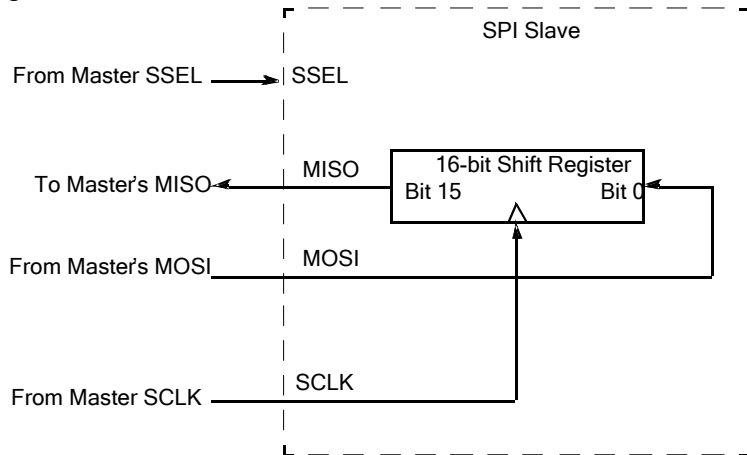 SPI Slave
From Master SSEL
SSEL
To Master's MISO
MISO
16-bit Shift Register
Bit 15
Bit 0
From Master's MOSI
MOSI
SCLK
From Master SCLK